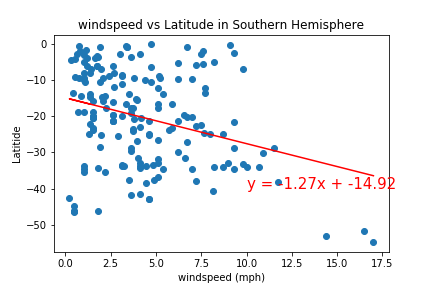 windspeed vs Latitude in Southern Hemisphere
0
−10
−20
−30
−40
−50
Latitide
y = -1.27x + -14.92
0.0 2.5 5.0 7.5 10.0 12.5 15.0 17.5
windspeed (mph)